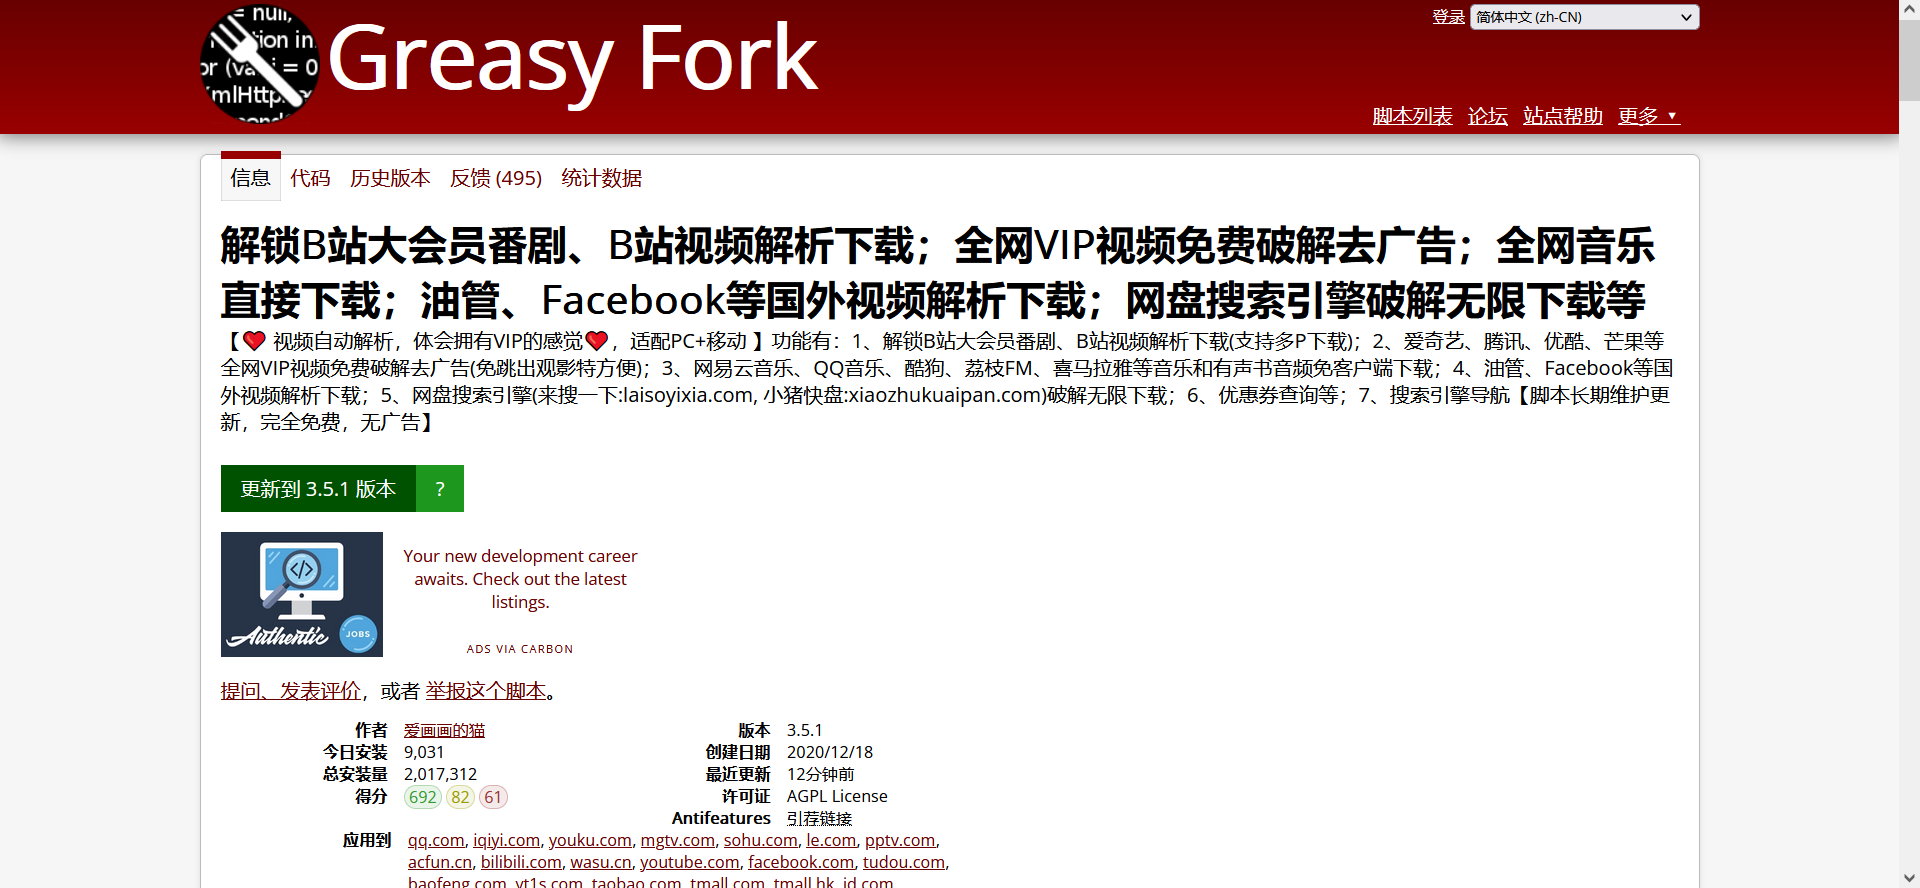 = null,
ion in
or (va i = 0
mlHttp
Greasy Fork
登录 简体中文 (zh-CN)
脚本列表 论坛 站点帮助 更多 ▼
信息 代码 历史版本 反馈 (495) 统计数据
解锁B站大会员番剧、B站视频解析下载；全网VIP视频免费破解去广告；全网音乐
直接下载；油管、Facebook等国外视频解析下载；网盘搜索引擎破解无限下载等
【❤️ 视频自动解析，体会拥有VIP的感觉❤️，适配PC+移动 】功能有：1、解锁B站大会员番剧、B站视频解析下载(支持多P下载)；2、爱奇艺、腾讯、优酷、芒果等
全网VIP视频免费破解去广告(免跳出观影特方便)；3、网易云音乐、QQ音乐、酷狗、荔枝FM、喜马拉雅等音乐和有声书音频免客户端下载；4、油管、Facebook等国
外视频解析下载；5、网盘搜索引擎(来搜一下:laisoyixia.com, 小猪快盘:xiaozhukuaipan.com)破解无限下载；6、优惠券查询等；7、搜索引擎导航【脚本长期维护更
新，完全免费，无广告】
更新到 3.5.1 版本 ?
Authentic JOBS
Your new development career
awaits. Check out the latest
listings.
ADS VIA CARBON
提问、发表评价，或者 举报这个脚本。
作者 爱画画的猫 版本 3.5.1
今日安装 9,031 创建日期 2020/12/18
总安装量 2,017,312 最近更新 12分钟前
得分 692 82 61 许可证 AGPL License
Antifeatures 引荐链接
应用到 qq.com, iqiyi.com, youku.com, mgtv.com, sohu.com, le.com, pptv.com,
acfun.cn, bilibili.com, wasu.cn, youtube.com, facebook.com, tudou.com,
baofeng.com, yt1s.com, taobao.com, tmall.com, tmall.hk, jd.com,